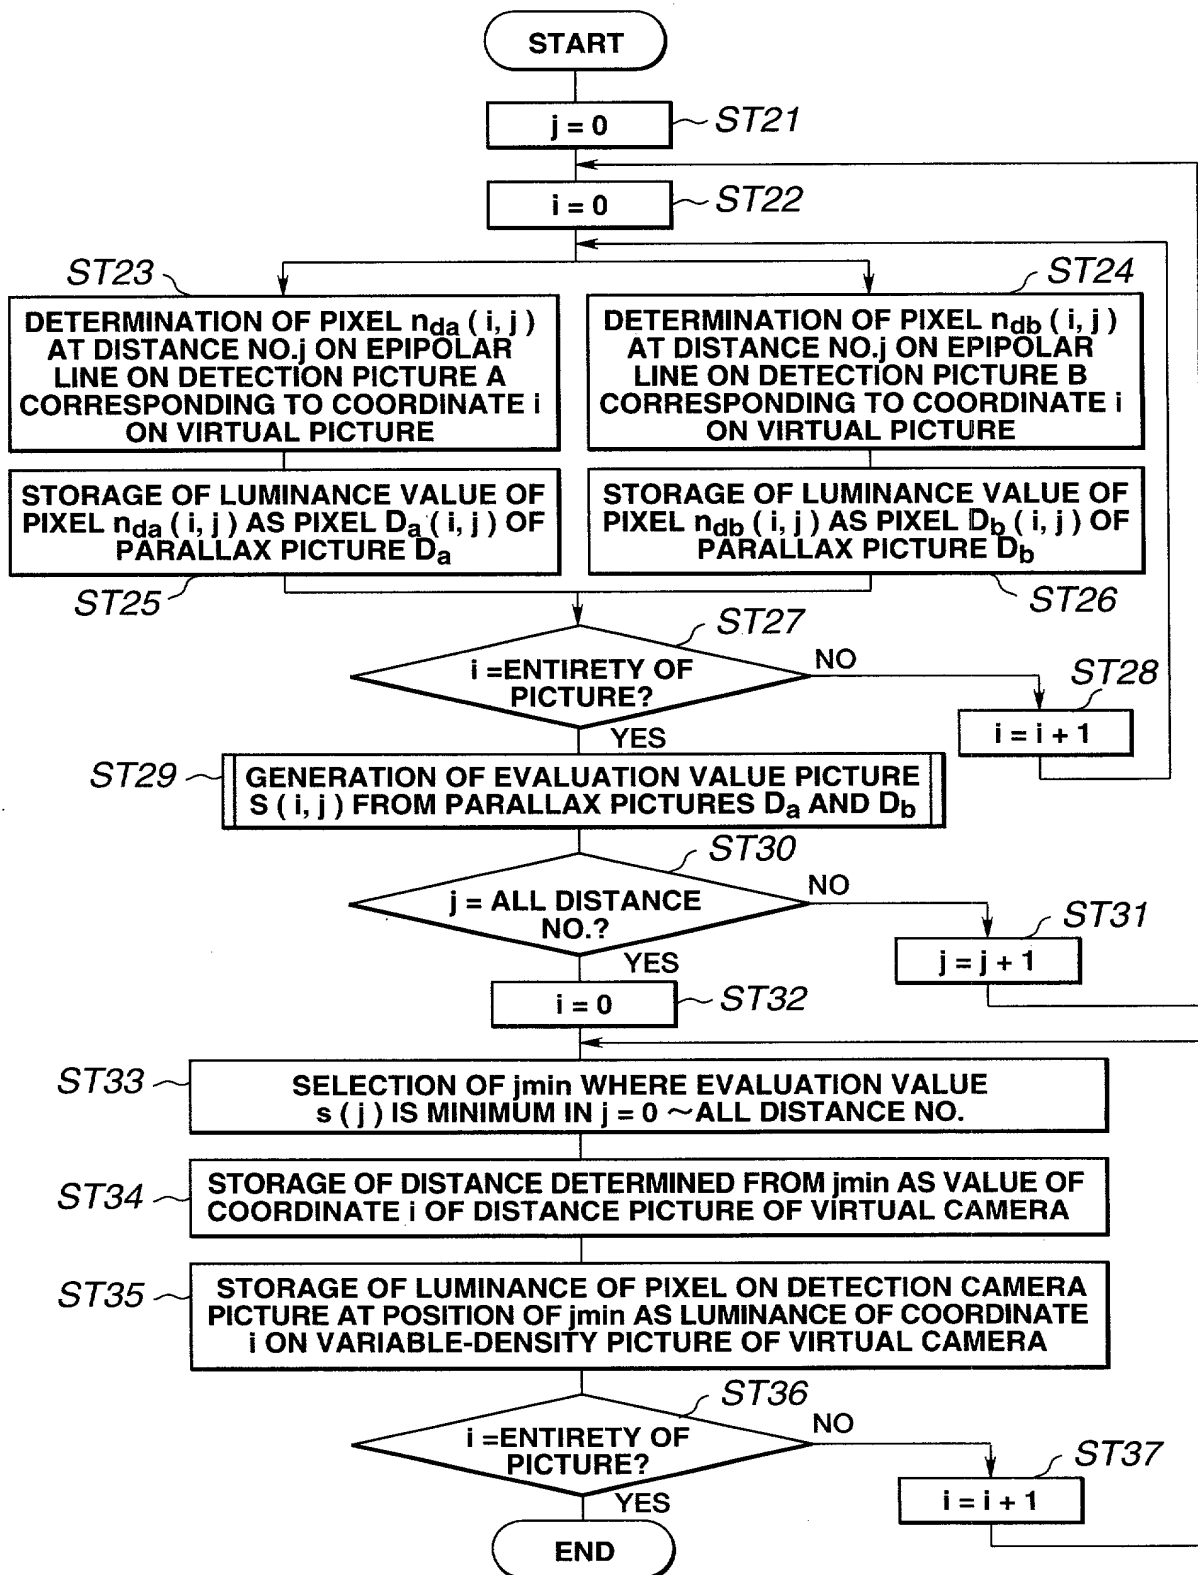 START
j = 0
ST21
i = 0
ST22
ST23
DETERMINATION OF PIXEL nda ( i, j )
AT DISTANCE NO.j ON EPIPOLAR
LINE ON DETECTION PICTURE A
CORRESPONDING TO COORDINATE i
ON VIRTUAL PICTURE
ST24
DETERMINATION OF PIXEL ndb ( i, j )
AT DISTANCE NO.j ON EPIPOLAR
LINE ON DETECTION PICTURE B
CORRESPONDING TO COORDINATE i
ON VIRTUAL PICTURE
STORAGE OF LUMINANCE VALUE OF
PIXEL nda ( i, j ) AS PIXEL Da ( i, j ) OF
PARALLAX PICTURE Da
ST25
STORAGE OF LUMINANCE VALUE OF
PIXEL ndb ( i, j ) AS PIXEL Db ( i, j ) OF
PARALLAX PICTURE Db
ST26
ST27
i =ENTIRETY OF
PICTURE?
NO
YES
ST28
i = i + 1
ST29
GENERATION OF EVALUATION VALUE PICTURE
S ( i, j ) FROM PARALLAX PICTURES Da AND Db
ST30
j = ALL DISTANCE
NO.?
NO
YES
ST31
j = j + 1
i = 0
ST32
ST33
SELECTION OF jmin WHERE EVALUATION VALUE
s ( j ) IS MINIMUM IN j = 0 ~ALL DISTANCE NO.
ST34
STORAGE OF DISTANCE DETERMINED FROM jmin AS VALUE OF
COORDINATE i OF DISTANCE PICTURE OF VIRTUAL CAMERA
ST35
STORAGE OF LUMINANCE OF PIXEL ON DETECTION CAMERA
PICTURE AT POSITION OF jmin AS LUMINANCE OF COORDINATE
i ON VARIABLE-DENSITY PICTURE OF VIRTUAL CAMERA
ST36
i =ENTIRETY OF
PICTURE?
NO
YES
ST37
i = i + 1
END